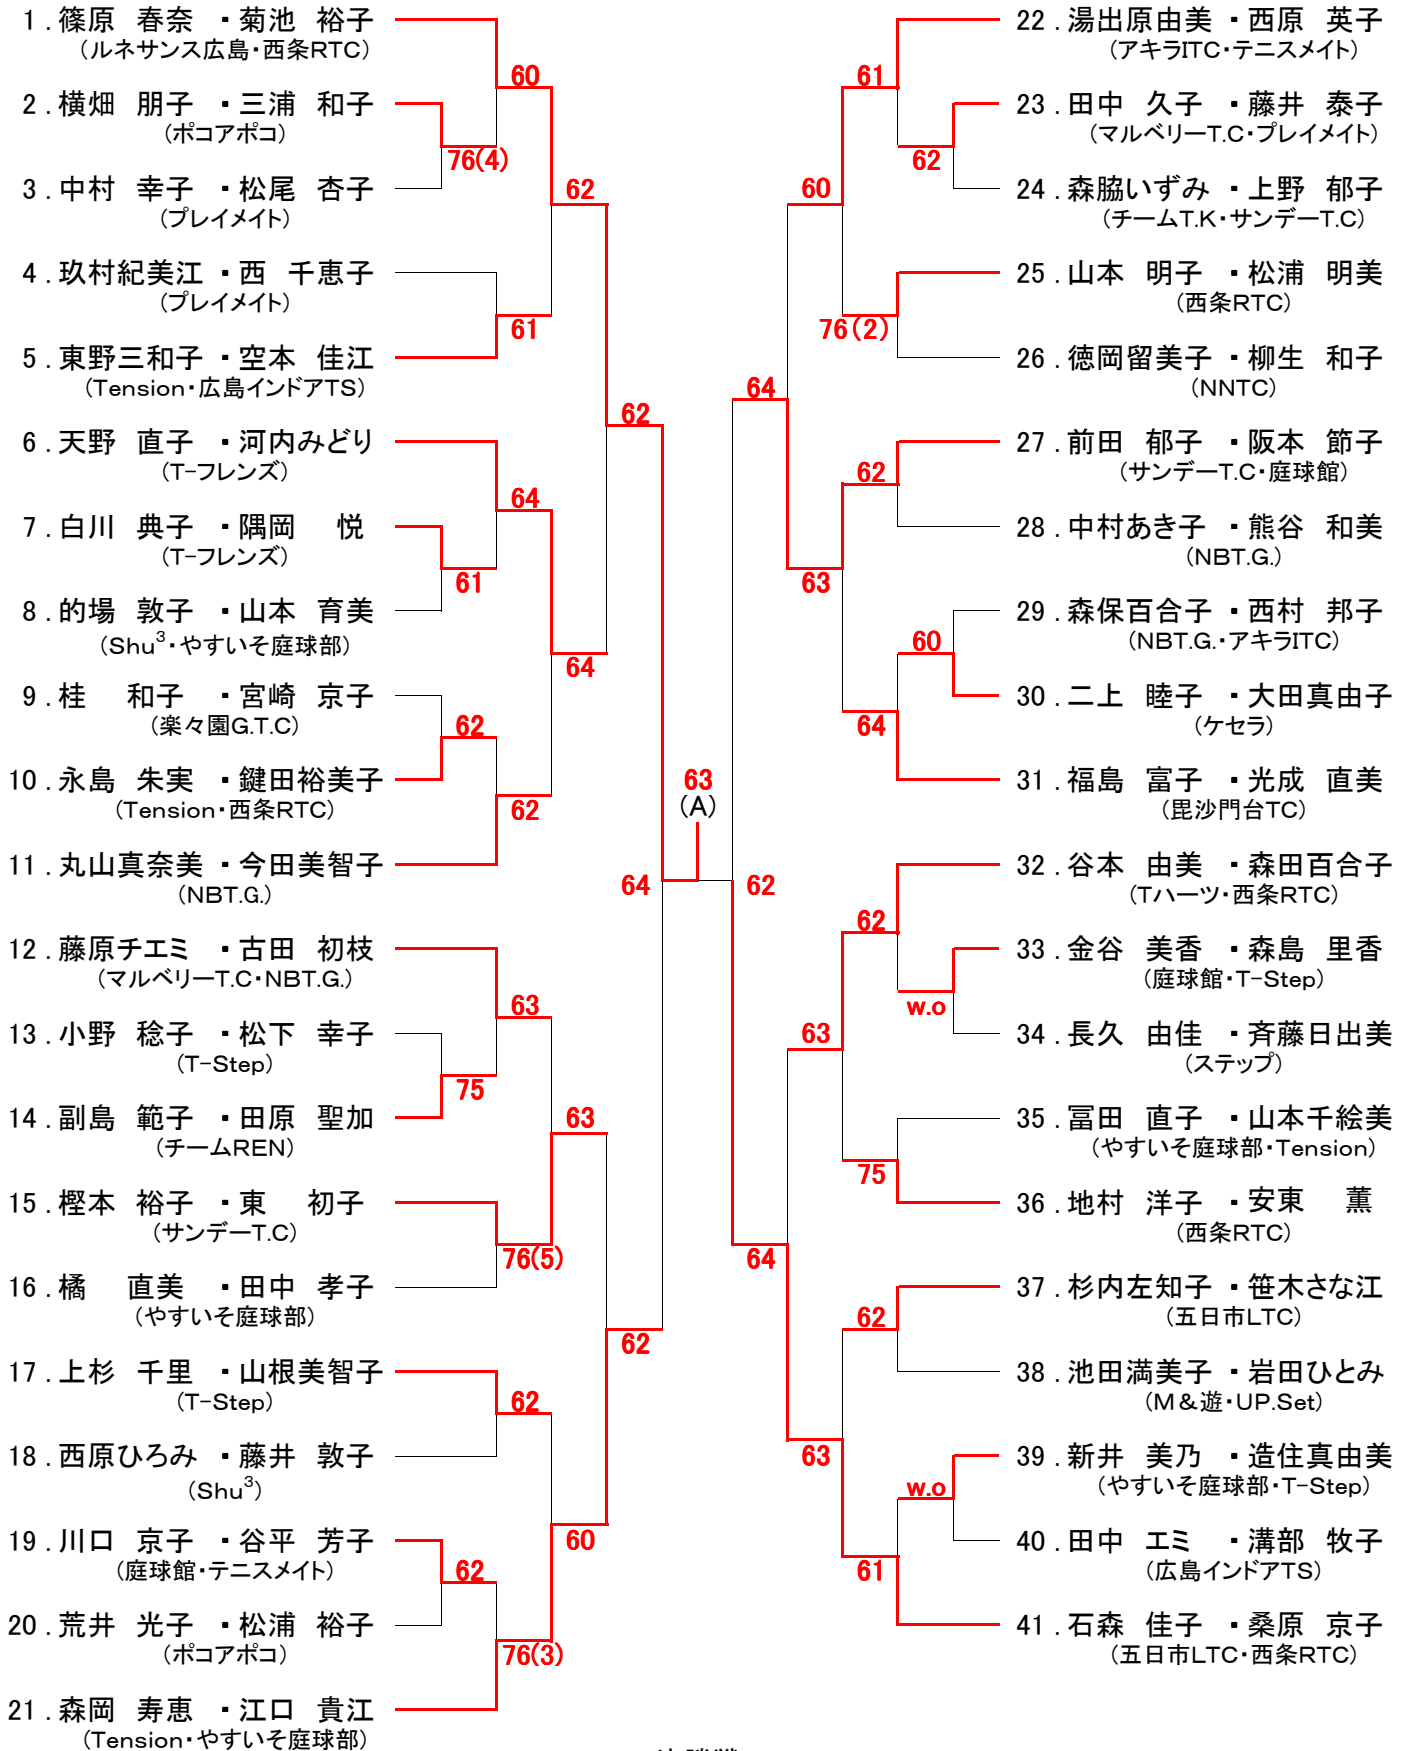 1．篠原　春奈　・菊池　裕子
（ルネサンス広島・西条RTC）
60
2．横畑　朋子　・三浦　和子
（ポコアポコ）
76(4)
3．中村　幸子　・松尾　杏子
（プレイメイト）
62
4．玖村紀美江　・西　千恵子
（プレイメイト）
61
5．東野三和子　・空本　佳江
（Tension・広島インドアTS）
62
6．天野　直子　・河内みどり
（T-フレンズ）
64
7．白川　典子　・隅岡　　悦
（T-フレンズ）
61
8．的場　敦子　・山本　育美
（Shu³・やすいそ庭球部）
64
9．桂　　和子　・宮崎　京子
（楽々園G.T.C）
62
10．永島　朱実　・鍵田裕美子
（Tension・西条RTC）
62
11．丸山真奈美　・今田美智子
（NBT.G.）
64
12．藤原チエミ　・古田　初枝
（マルベリーT.C・NBT.G.）
63
13．小野　稔子　・松下　幸子
（T-Step）
75
14．副島　範子　・田原　聖加
（チームREN）
63
15．樫本　裕子　・東　　初子
（サンデーT.C）
76(5)
16．橘　　直美　・田中　孝子
（やすいそ庭球部）
62
17．上杉　千里　・山根美智子
（T-Step）
62
18．西原ひろみ　・藤井　敦子
（Shu³）
60
19．川口　京子　・谷平　芳子
（庭球館・テニスメイト）
62
20．荒井　光子　・松浦　裕子
（ポコアポコ）
76(3)
21．森岡　寿恵　・江口　貴江
（Tension・やすいそ庭球部）
63
（A）
22．湯出原由美　・西原　英子
（アキラITC・テニスメイト）
61
23．田中　久子　・藤井　泰子
（マルベリーT.C・プレイメイト）
62
24．森脇いずみ　・上野　郁子
（チームT.K・サンデーT.C）
60
25．山本　明子　・松浦　明美
（西条RTC）
76(2)
26．徳岡留美子　・柳生　和子
（NNTC）
64
27．前田　郁子　・阪本　節子
（サンデーT.C・庭球館）
62
28．中村あき子　・熊谷　和美
（NBT.G.）
63
29．森保百合子　・西村　邦子
（NBT.G.・アキラITC）
60
30．二上　睦子　・大田真由子
（ケセラ）
64
31．福島　富子　・光成　直美
（毘沙門台TC）
62
32．谷本　由美　・森田百合子
（Tハーツ・西条RTC）
62
33．金谷　美香　・森島　里香
（庭球館・T-Step）
w.o
34．長久　由佳　・斉藤日出美
（ステップ）
63
35．冨田　直子　・山本千絵美
（やすいそ庭球部・Tension）
75
36．地村　洋子　・安東　　薫
（西条RTC）
64
37．杉内左知子　・笹木さな江
（五日市LTC）
62
38．池田満美子　・岩田ひとみ
（M＆遊・UP.Set）
63
39．新井　美乃　・造住真由美
（やすいそ庭球部・T-Step）
w.o
40．田中　エミ　・溝部　牧子
（広島インドアTS）
61
41．石森　佳子　・桑原　京子
（五日市LTC・西条RTC）